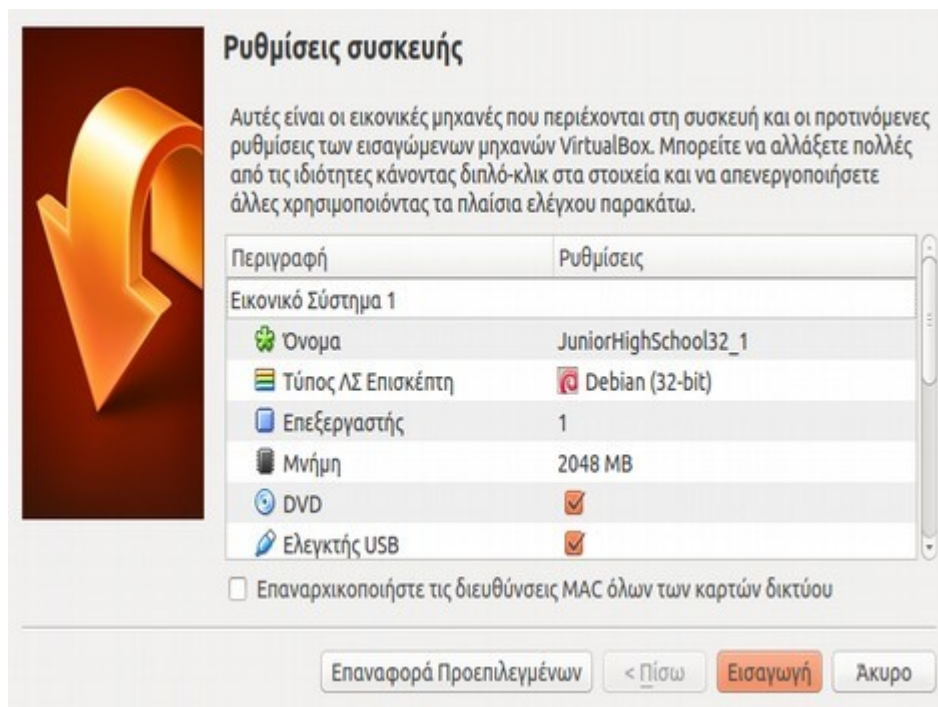 Ρυθμίσεις συσκευής
Αυτές είναι οι εικονικές μηχανές που περιέχονται στη συσκευή και οι προτινόμενες
ρυθμίσεις των εισαγώμενων μηχανών VirtualBox. Μπορείτε να αλλάξετε πολλές
από τις ιδιότητες κάνοντας διπλό-κλικ στα στοιχεία και να απενεργοποιήσετε
άλλες χρησιμοποιόντας τα πλαίσια ελέγχου παρακάτω.
Περιγραφή Ρυθμίσεις
Εικονικό Σύστημα 1
Όνομα JuniorHighSchool32_1
Τύπος ΛΣ Επισκέπτη Debian (32-bit)
Επεξεργαστής 1
Μνήμη 2048 MB
DVD
Ελεγκτής USB
Επαναρχικοποιήστε τις διευθύνσεις MAC όλων των καρτών δικτύου
Επαναφορά Προεπιλεγμένων < Πίσω Εισαγωγή Άκυρο